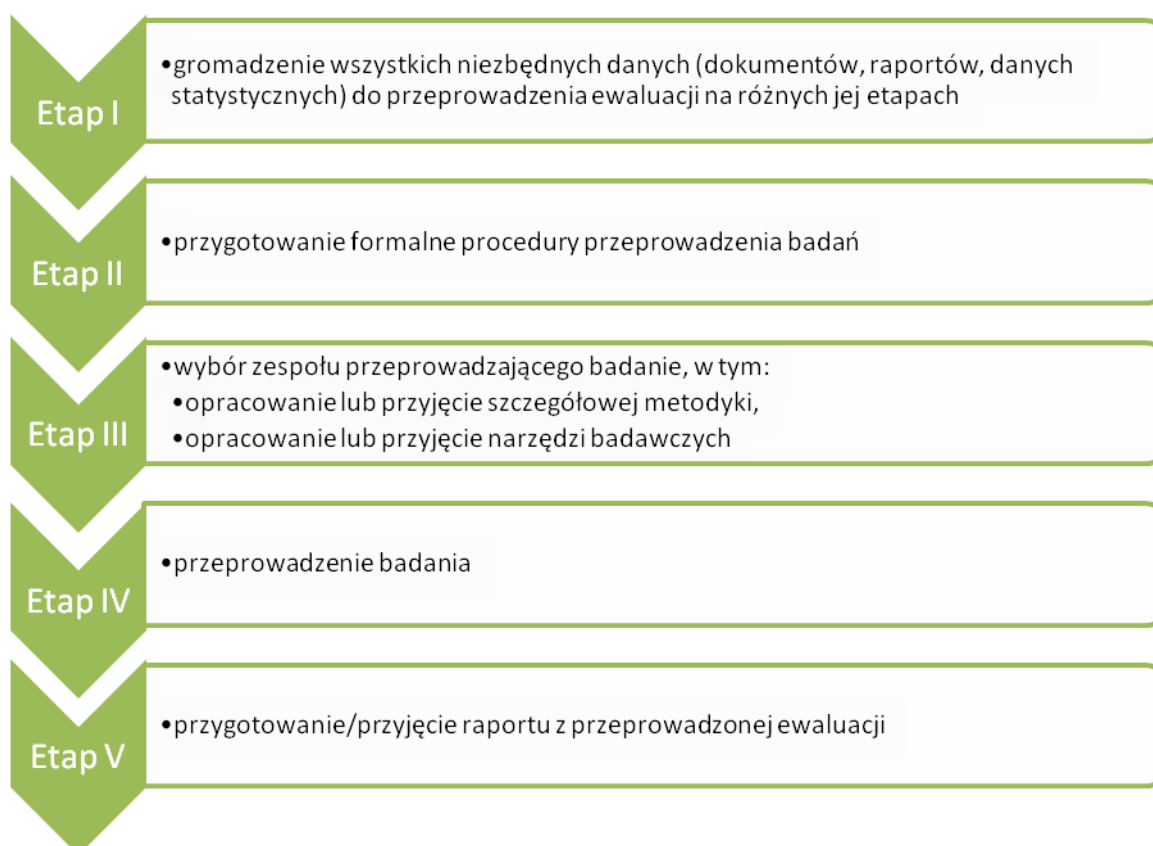 Etap I
•gromadzenie wszystkich niezbędnych danych (dokumentów, raportów, danych
statystycznych) do przeprowadzenia ewaluacji na różnych jej etapach
Etap II
•przygotowanie formalne procedury przeprowadzenia badań
Etap III
•wybór zespołu przeprowadzającego badanie, w tym:
•opracowanie lub przyjęcie szczegółowej metodyki,
•opracowanie lub przyjęcie narzędzi badawczych
Etap IV
•przeprowadzenie badania
Etap V
•przygotowanie/przyjęcie raportu z przeprowadzonej ewaluacji